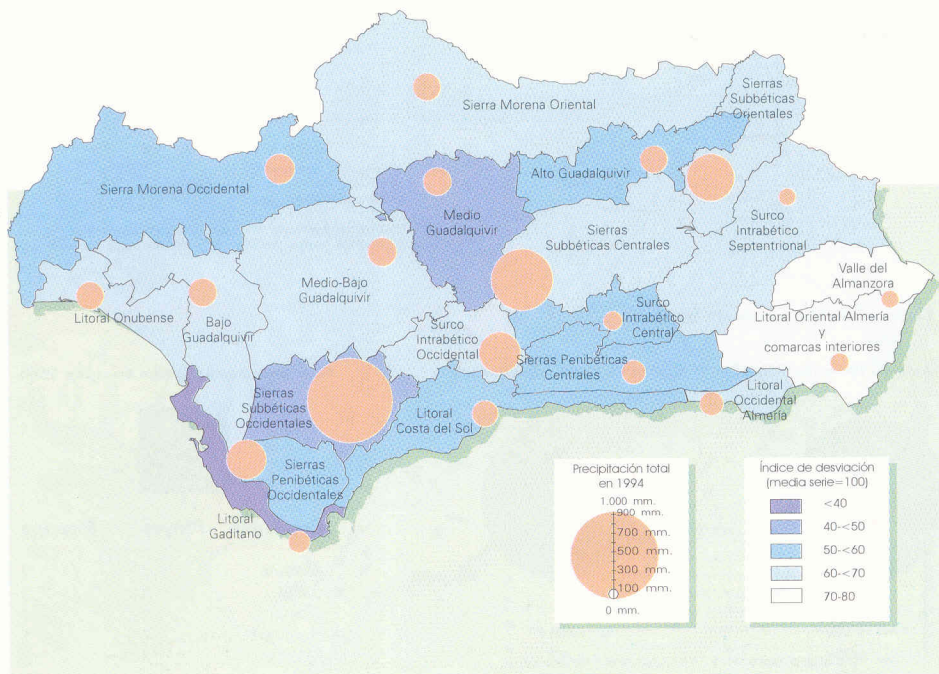 Sierra Morena Oriental
Sierras
Subbéticas
Orientales
Sierra Morena Occidental
Alto Guadalquivir
Medio
Guadalquivir
Sierras
Subbéticas Centrales
Surco
Intrabético
Septentrional
Medio-Bajo
Guadalquivir
Valle del
Almanzora
Litoral Onubense
Bajo
Guadalquivir
Surco
Intrabético
Occidental
Surco
Intrabético
Central
Litoral Oriental Almería
y
comarcas interiores
Sierras Penibéticas
Centrales
Sierras
Subbéticas
Occidentales
Litoral
Costa del Sol
Litoral
Occidental
Almería
Sierras
Penibéticas
Occidentales
Litoral
Gaditano
Precipitación total
en 1994
1.000 mm.
900 mm.
700 mm.
500 mm.
300 mm.
100 mm.
0 mm.
Índice de desviación
(media serie=100)
<40
40-<50
50-<60
60-<70
70-80